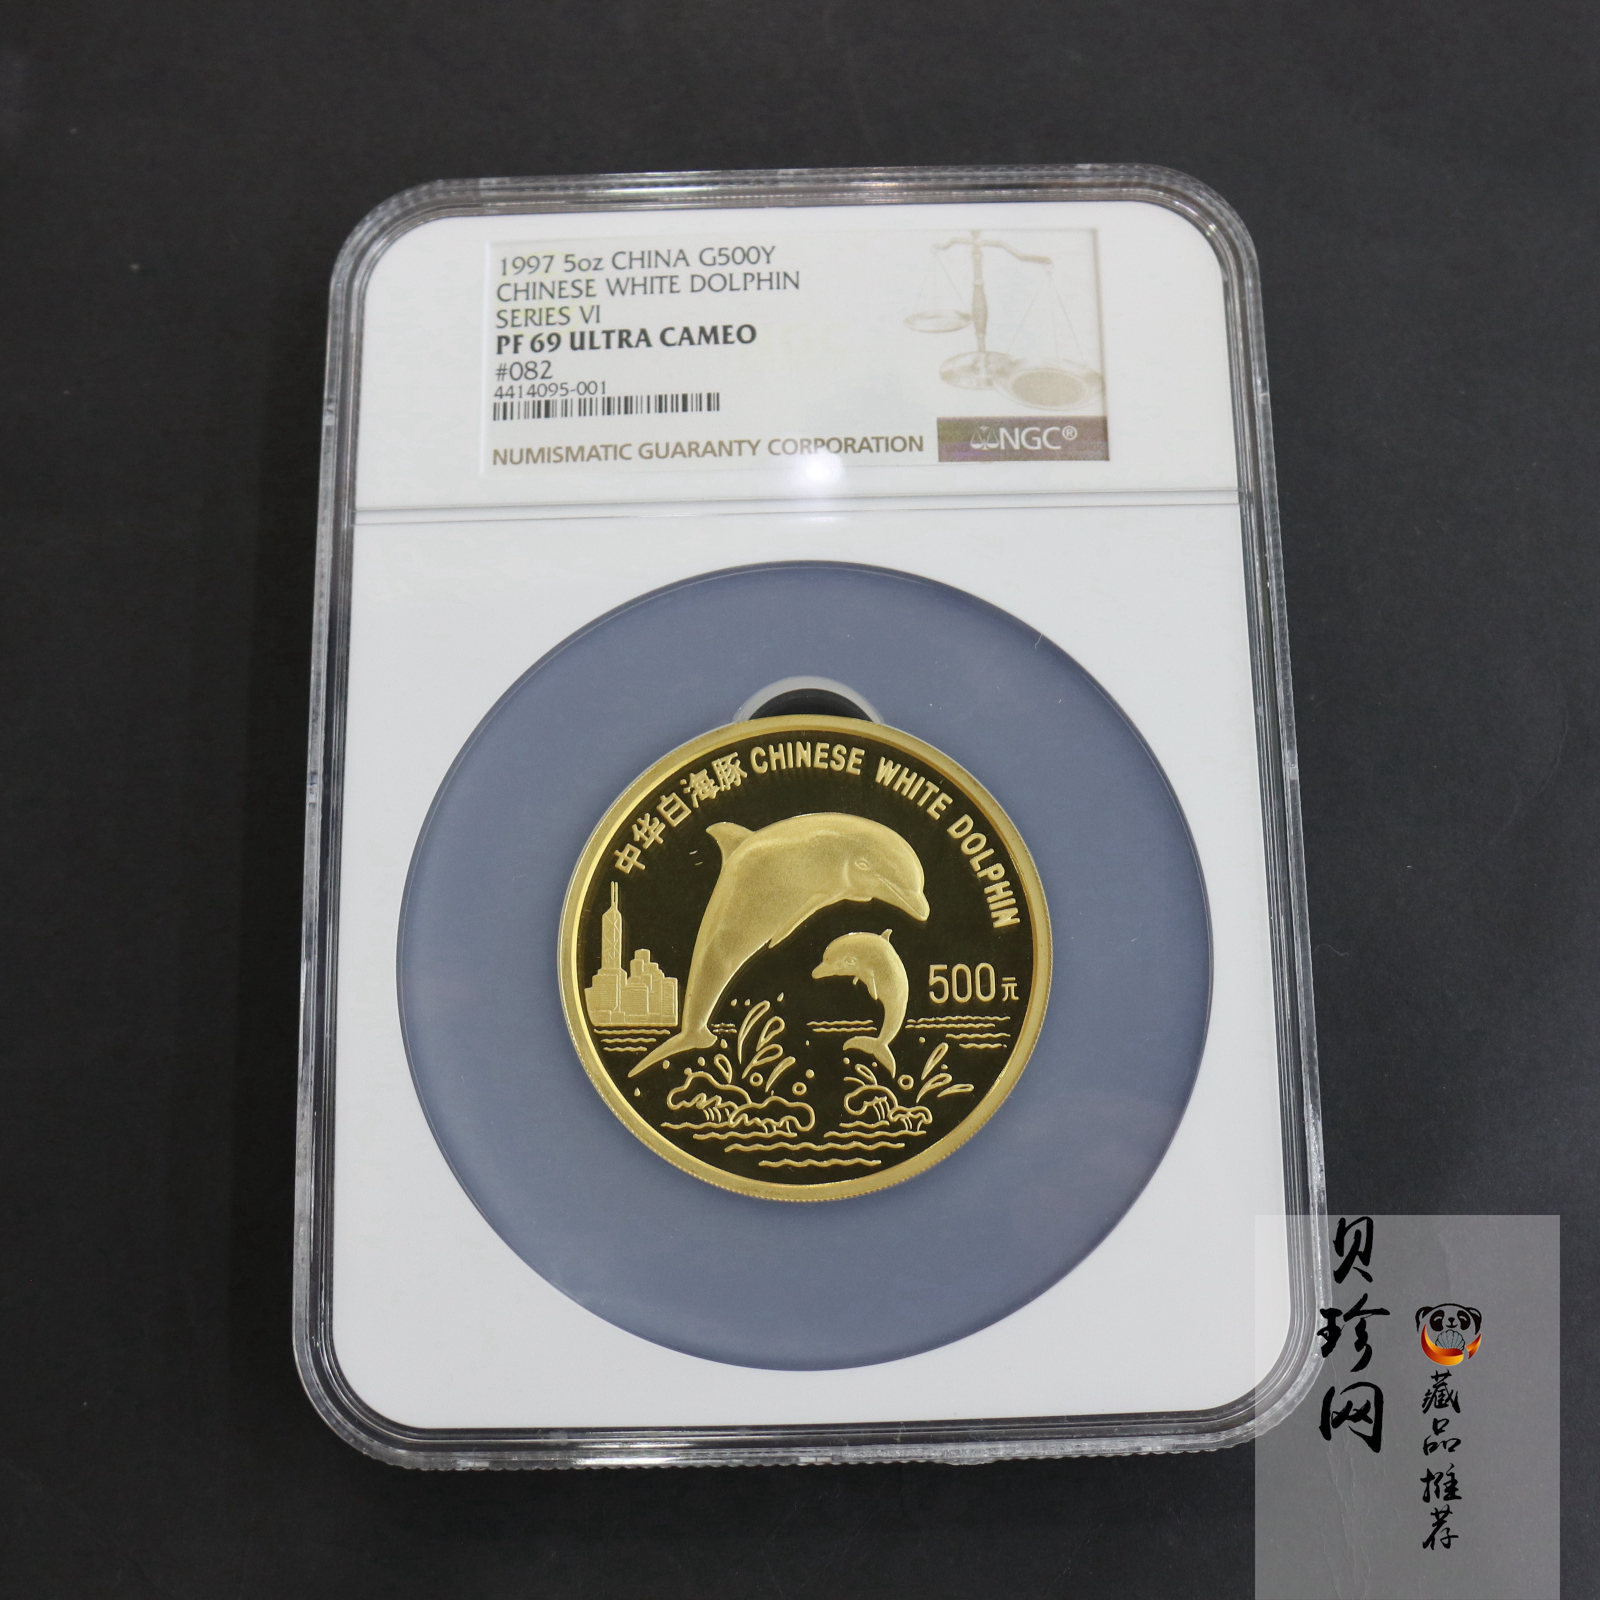 1997 5oz CHINA G500Y
CHINESE WHITE DOLPHIN
SERIES VI
PF 69 ULTRA CAMEO
#082
4414095-001
NUMISMATIC GUARANTY CORPORATION
NGC®
中华白海豚 CHINESE WHITE DOLPHIN
500元
贝珍网
藏品推荐